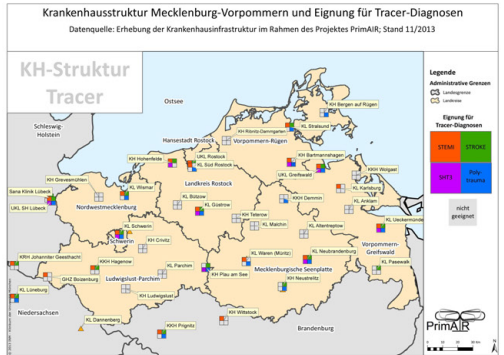 Krankenhausstruktur Mecklenburg-Vorpommern und Eignung für Tracer-Diagnosen
Datenquelle: Erhebung der Krankenhausinfrastruktur im Rahmen des Projektes PrimAIR; Stand 11/2013
KH-Struktur
Tracer
Legende
Administrative Grenzen
Landesgrenze
Landkreise
Eignung für
Tracer-Diagnosen
STEMI
STROKE
SHT3
Poly-
trauma
nicht
geeignet
Ostsee
KH Bergen auf Rügen
KH Ribnitz-Damgarten
KL Stralsund
Schleswig-
Holstein
Hansestadt Rostock
Vorpommern-Rügen
KH Hohenfelde
UKL Rostock
KL Süd Rostock
KH Bartmannshagen
UKL Greifswald
KKH Wolgast
KH Grevesmühlen
Sana Klinik Lübeck
KL Wismar
Landkreis Rostock
KL Karlsburg
UKL SH Lübeck
Nordwestmecklenburg
KL Bützow
KKH Demmin
KL Anklam
KL Güstrow
KH Teterow
KL Ueckermünde
KL Schwerin
KL Malchin
KL Altentreptow
Schwerin
KH Crivitz
Vorpommern-
Greifswald
KRH Johanniter Geesthacht
KKH Hagenow
KL Waren (Müritz)
KL Neubrandenburg
KL Parchim
KL Pasewalk
GHZ Boizenburg
Ludwigslust-Parchim
KH Plau am See
Mecklenburgische Seenplatte
KH Neustrelitz
KL Lüneburg
KH Ludwigslust
Niedersachsen
KL Dannenberg
KKH Prignitz
KH Wittstock
Brandenburg
PrimAIR